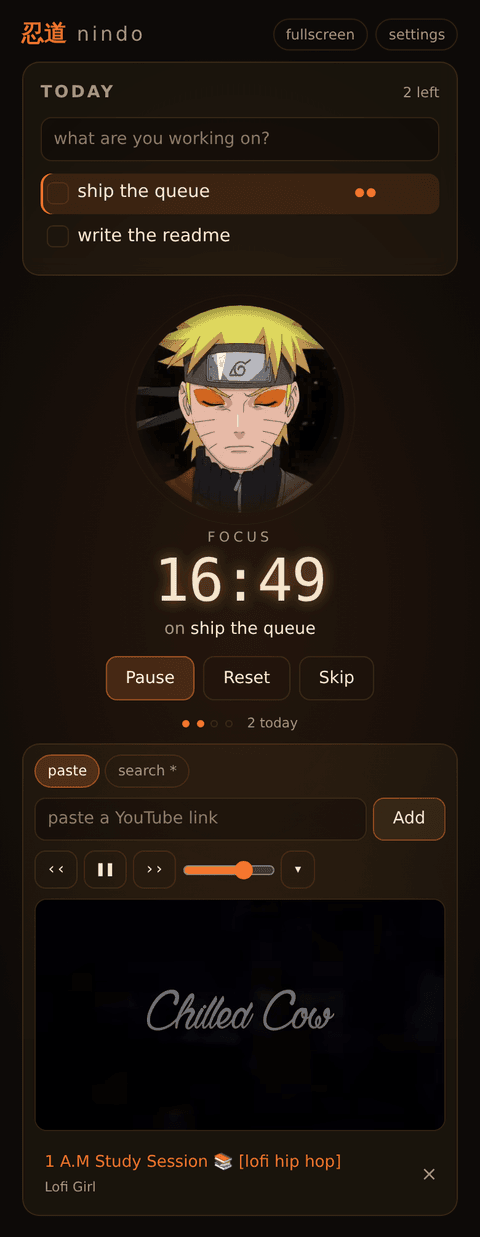 忍道 nindo
fullscreen
settings
TODAY
2 left
what are you working on?
ship the queue
write the readme
FOCUS
16:49
on ship the queue
Pause
Reset
Skip
2 today
paste
search *
paste a YouTube link
Add
Chilled Cow
1 A.M Study Session 📚 [lofi hip hop]
Lofi Girl